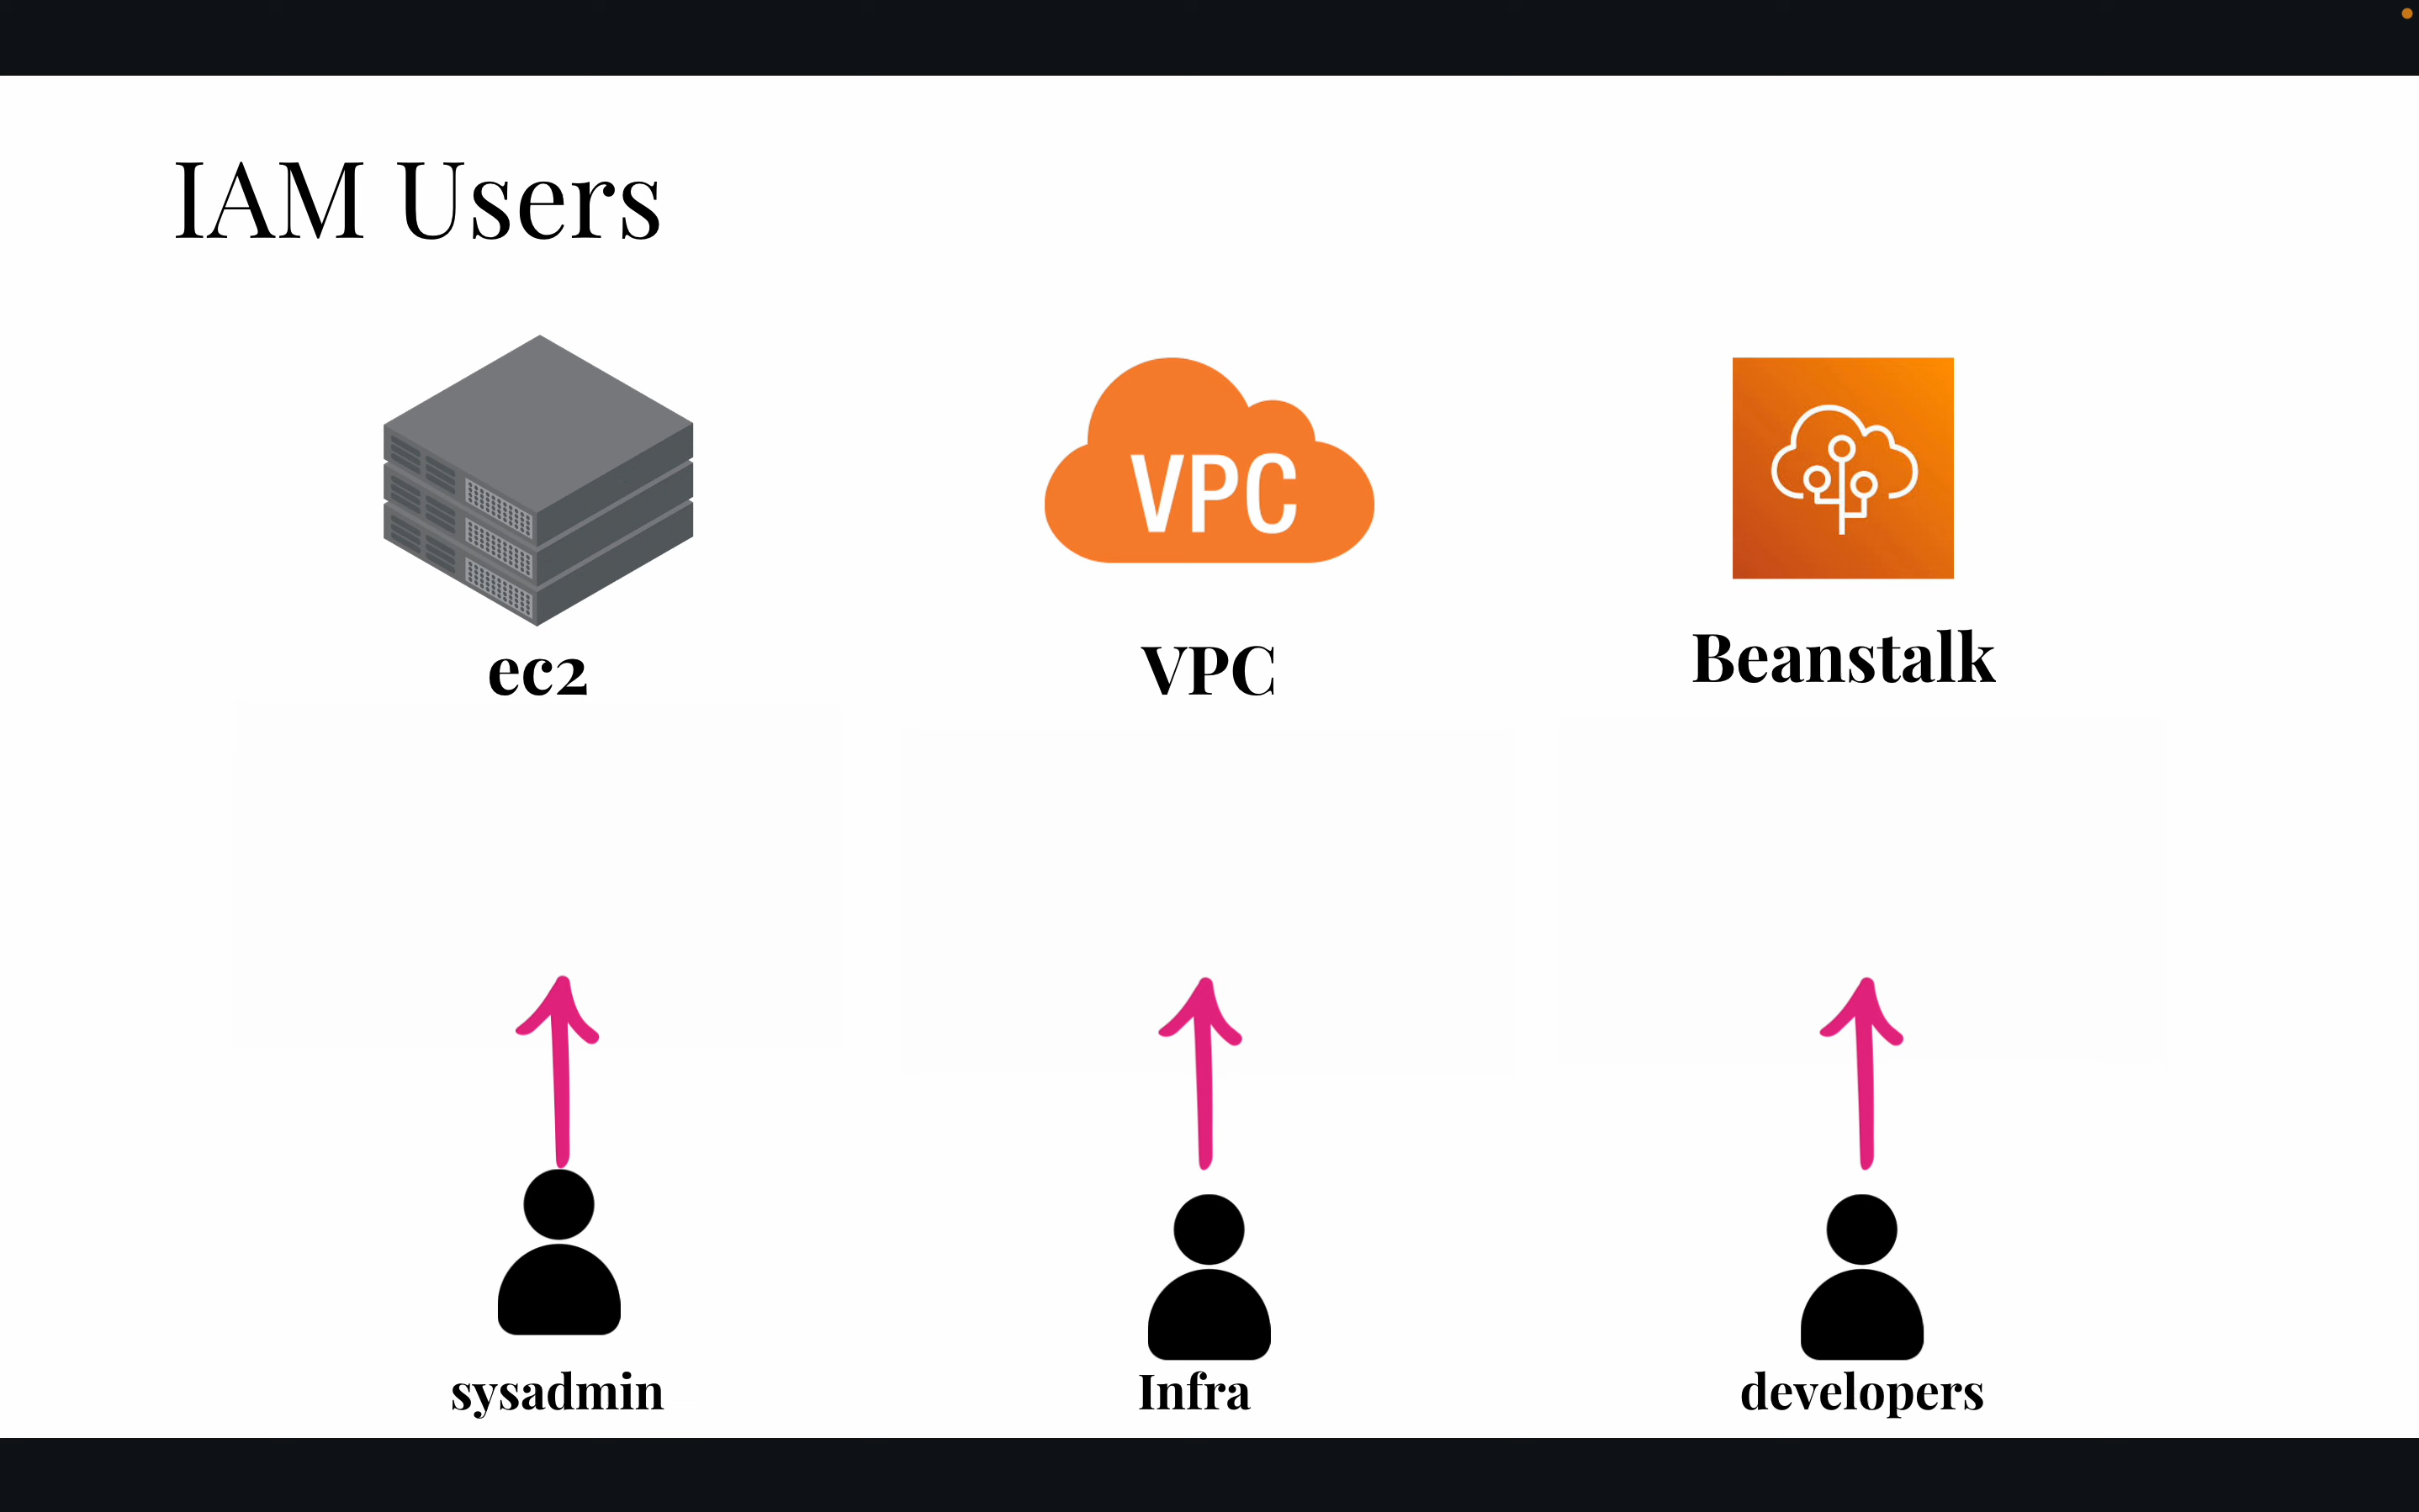 IAM Users
VPC
ec2
VPC
Beanstalk
sysadmin
Infra
developers